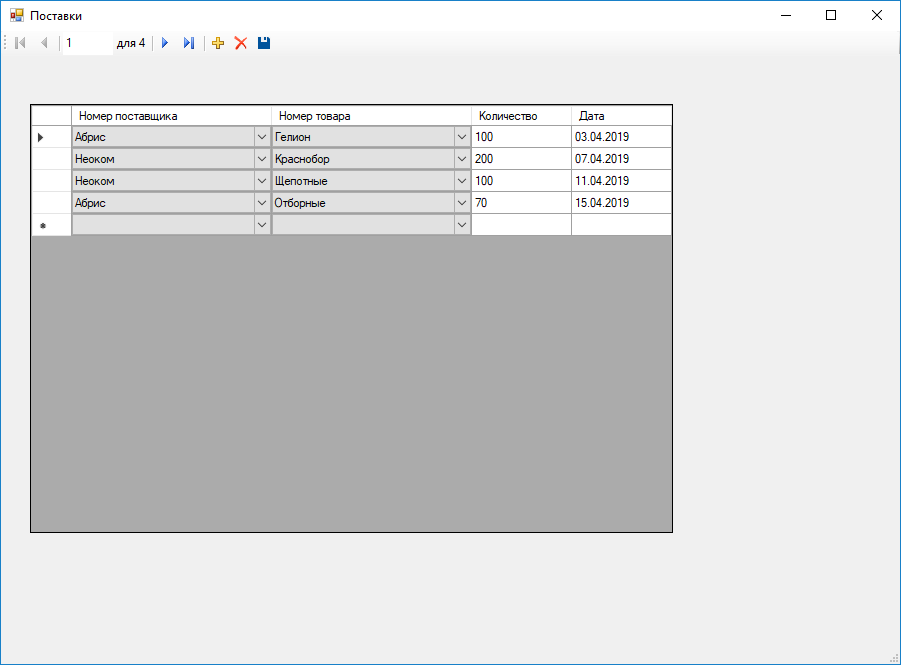 Поставки
1 для 4
Номер поставщика Номер товара Количество Дата
Абрис Гелион 100 03.04.2019
Неоком Краснобор 200 07.04.2019
Неоком Щепотные 100 11.04.2019
Абрис Отборные 70 15.04.2019